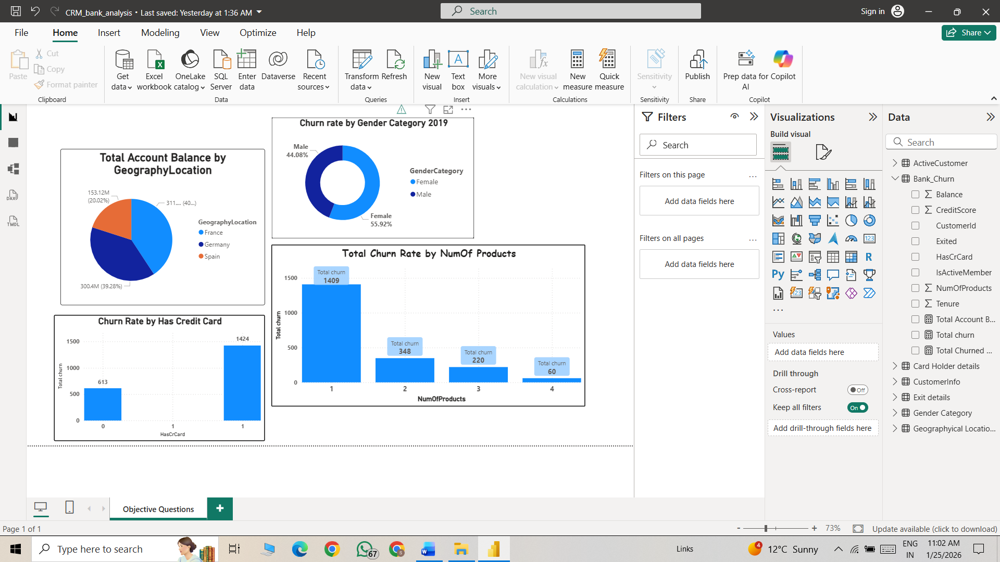 CRM_bank_analysis • Last saved: Yesterday at 1:36 AM
Search
Sign in
File
Home
Insert
Modeling
View
Optimize
Help
Share
Paste
Cut
Copy
Format painter
Clipboard
Get data
Excel workbook
OneLake catalog
SQL Server
Enter data
Dataverse
Recent sources
Data
Transform data
Refresh
Queries
New visual
Text box
More visuals
Insert
New visual calculation
New measure
Quick measure
Calculations
Sensitivity
Sensitivity
Publish
Share
Prep data for AI
Copilot
Copilot
DAX
TMDL
Total Account Balance by
GeographyLocation
153.12M
(20.02%)
311.... (40...)
300.4M (39.28%)
GeographyLocation
France
Germany
Spain
Churn rate by Gender Category 2019
Male
44.08%
Female
55.92%
GenderCategory
Female
Male
Churn Rate by Has Credit Card
Total churn
1500
1000
500
0
613
1424
0
1
1
HasCrCard
Total Churn Rate by NumOf Products
Total churn
1500
1000
500
0
Total churn
1409
Total churn
348
Total churn
220
Total churn
60
1
2
3
4
NumOfProducts
Filters
Search
Filters on this page
...
Add data fields here
Filters on all pages
...
Add data fields here
Visualizations
Build visual
123
R
Py
123
...
Values
Add data fields here
Drill through
Cross-report
Off
Keep all filters
On
Add drill-through fields here
Data
Search
ActiveCustomer
Bank_Churn
Balance
CreditScore
CustomerId
Exited
HasCrCard
IsActiveMember
NumOfProducts
Tenure
Total Account B...
Total churn
Total Churned ...
Card Holder details
CustomerInfo
Exit details
Gender Category
Geographyical Locatio...
Objective Questions
+
Page 1 of 1
- + 73%
Update available (click to download)
Type here to search
67
S
Links
4
12°C Sunny
ENG
IN
11:02 AM
1/25/2026